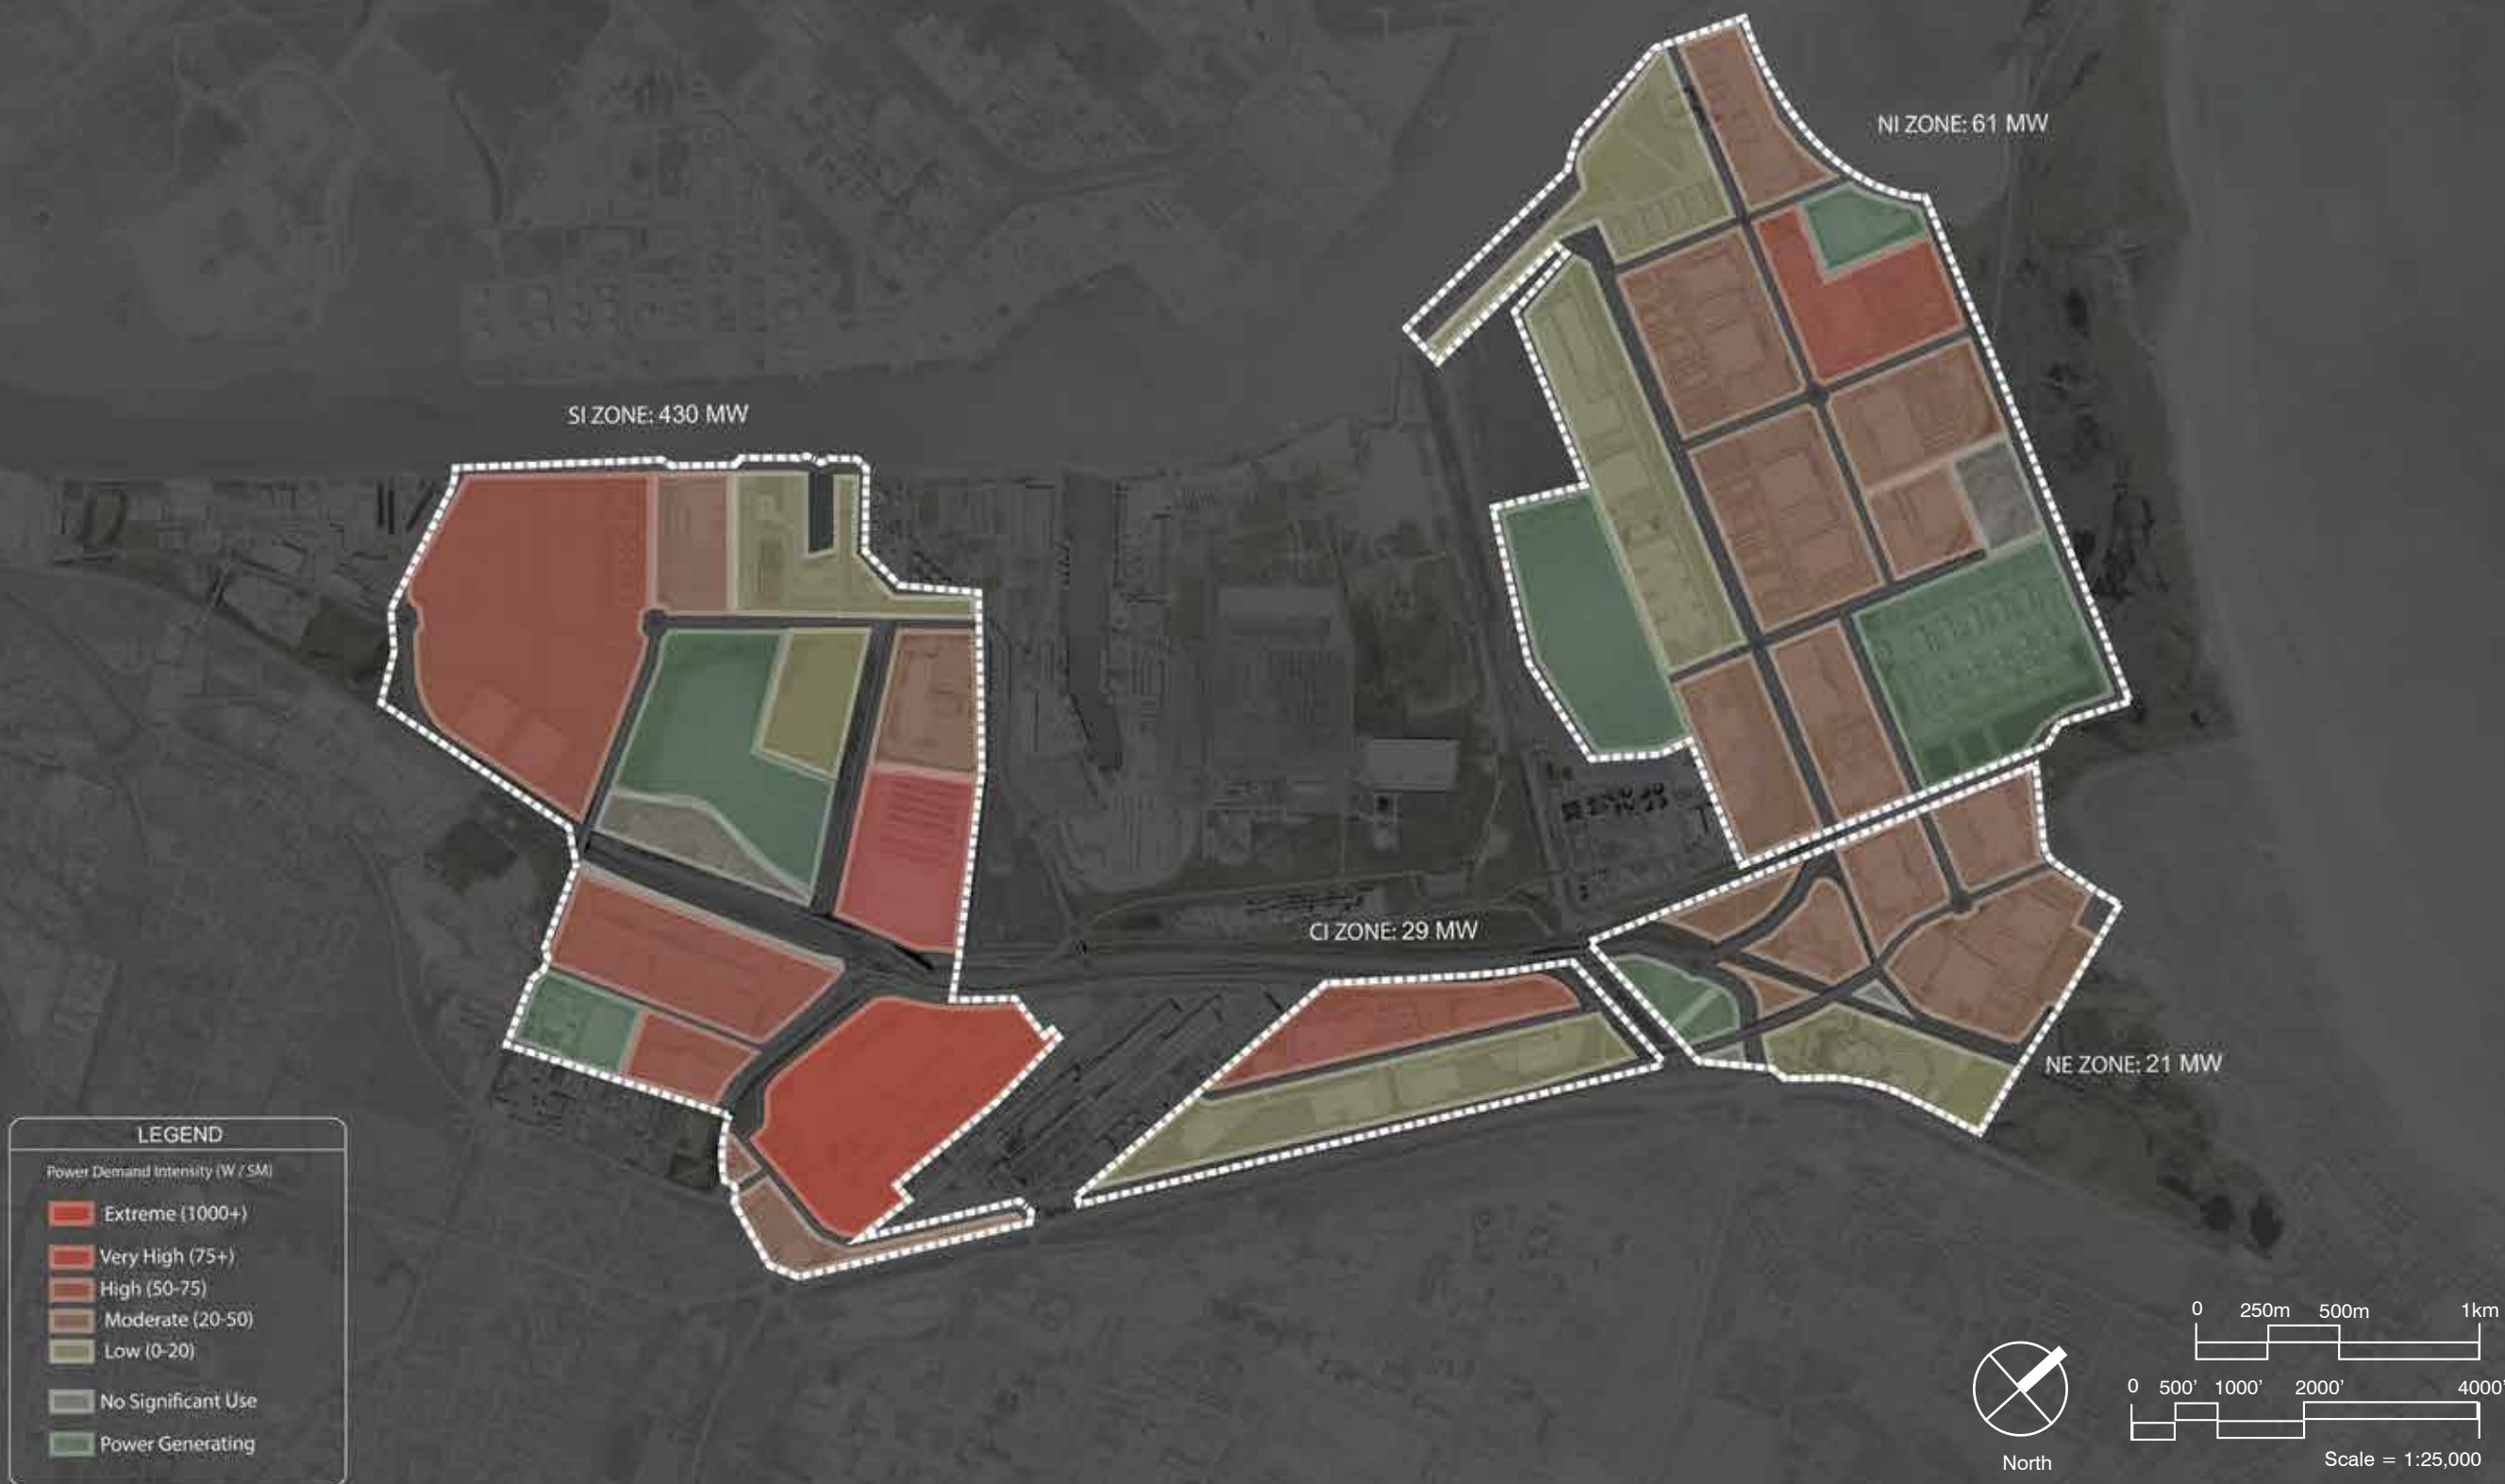 NI ZONE: 61 MW
SI ZONE: 430 MW
CI ZONE: 29 MW
NE ZONE: 21 MW
LEGEND
Power Demand Intensity (W / SM)
Extreme (1000+)
Very High (75+)
High (50-75)
Moderate (20-50)
Low (0-20)
No Significant Use
Power Generating
North
0 250m 500m 1km
0 500' 1000' 2000' 4000'
Scale = 1:25,000